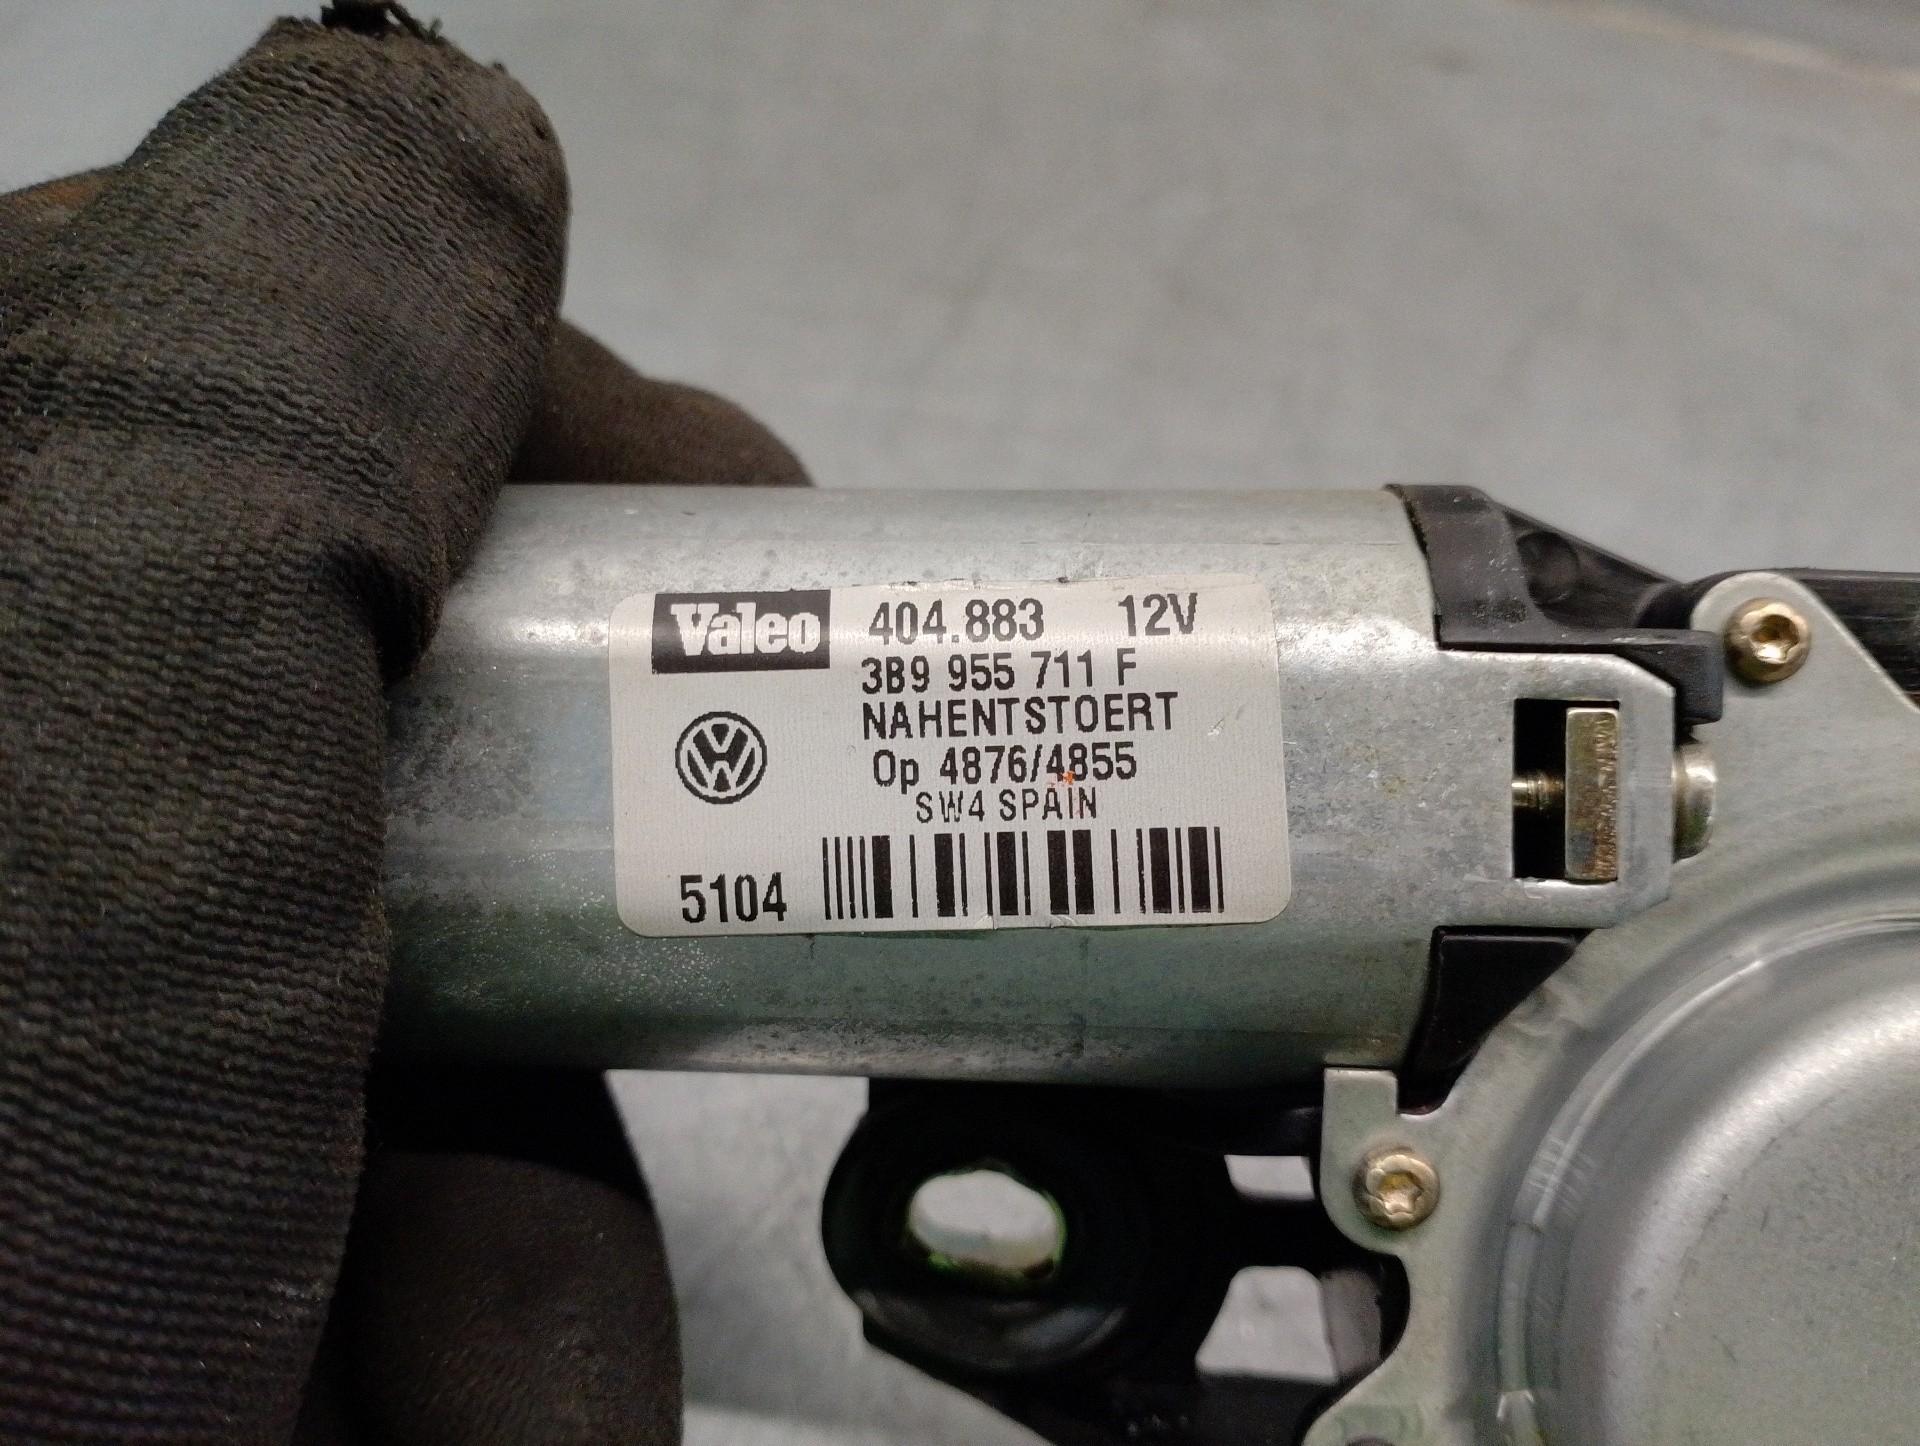 Valeo 404.883 12V
3B9 955 711 F
NAHENTSTOERT
Op 4876/4855
SW4 SPAIN
5104